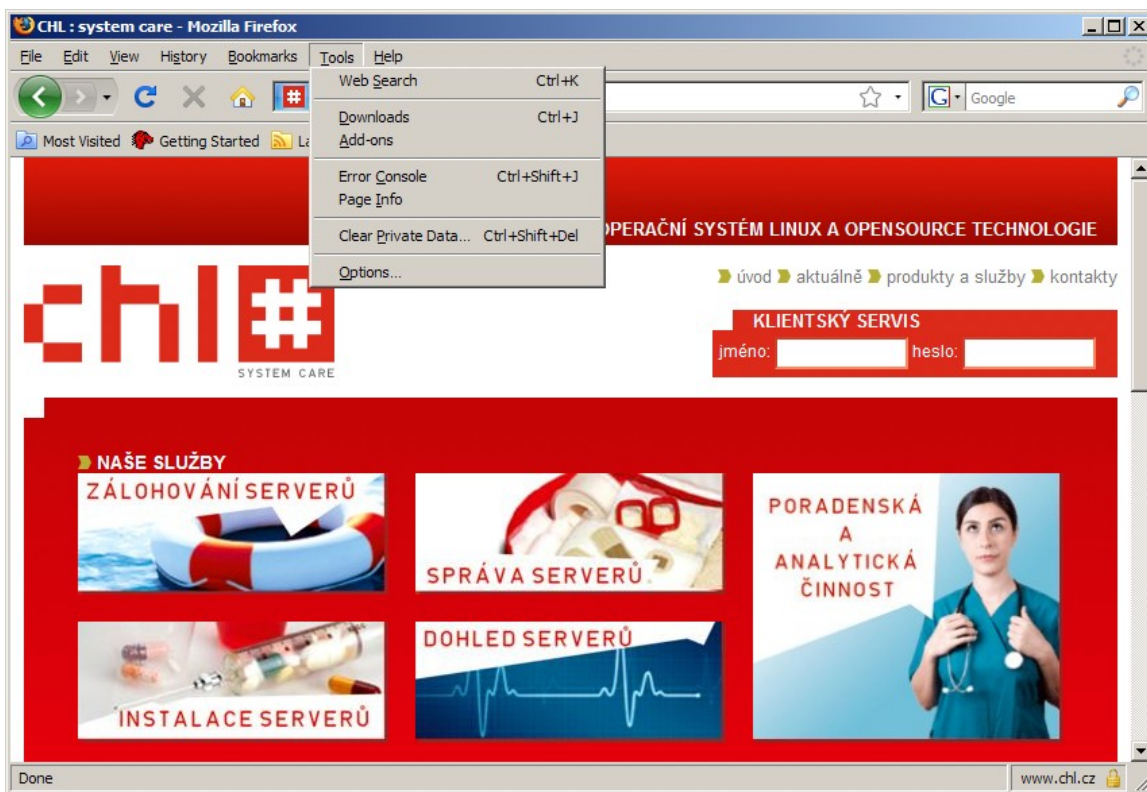 CHL : system care - Mozilla Firefox
File Edit View History Bookmarks Tools Help
Web Search Ctrl+K
Downloads Ctrl+J
Add-ons
Error Console Ctrl+Shift+J
Page Info
Clear Private Data... Ctrl+Shift+Del
Options...
Google
Most Visited Getting Started
OPERAČNÍ SYSTÉM LINUX A OPENSOURCE TECHNOLOGIE
chl#
SYSTEM CARE
úvod aktuálně produkty a služby kontakty
KLIENTSKÝ SERVIS
jméno: heslo:
NAŠE SLUŽBY
ZÁLOHOVÁNÍ SERVERŮ
SPRÁVA SERVERŮ
PORADENSKÁ
A
ANALYTICKÁ
ČINNOST
INSTALACE SERVERŮ
DOHLED SERVERŮ
Done www.chl.cz